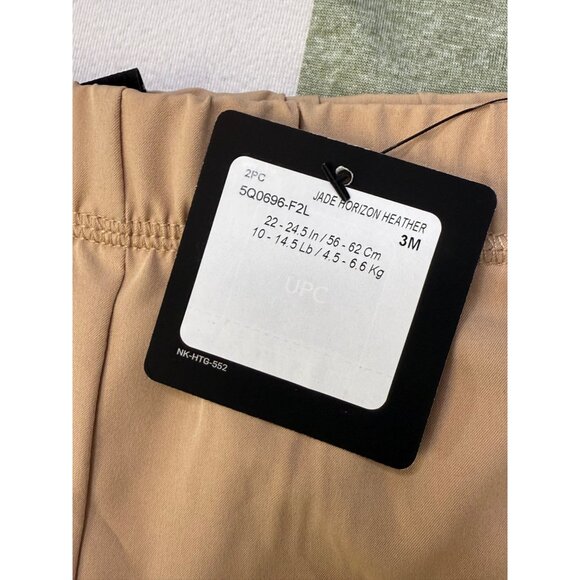 2PC
5Q0696-F2L JADE HORIZON HEATHER
22 - 24.5 In / 56 - 62 Cm 3M
10 - 14.5 Lb / 4.5 - 6.6 Kg
UPC
NK-HTG-552